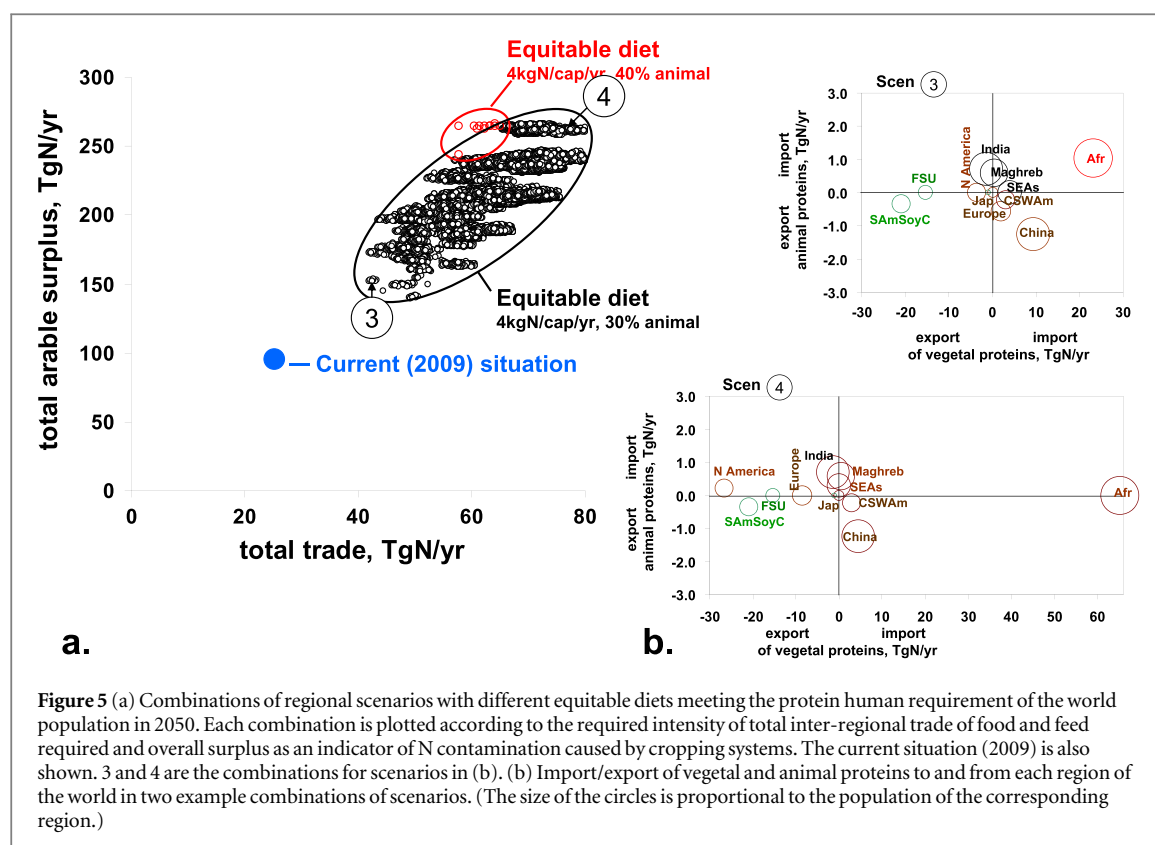 Equitable diet
4kgN/cap/yr, 40% animal
4
total arable surplus, TgN/yr
300
250
200
150
100
50
0
3
Equitable diet
4kgN/cap/yr, 30% animal
Current (2009) situation
0
20
40
60
80
total trade, TgN/yr
a.
Scen 3
import
export
animal proteins, TgN/yr
3.0
2.0
1.0
0.0
-1.0
-2.0
-3.0
N America
India
Afr
Maghreb
FSU
SEAs
Jap
CSWAm
SAmSoyC
Europe
China
-30
-20
-10
0
10
20
30
export
import
of vegetal proteins, TgN/yr
Scen 4
import
export
animal proteins, TgN/yr
3.0
2.0
1.0
0.0
-1.0
-2.0
-3.0
India
Europe
N America
Maghreb
SEAs
Afr
FSU
Jap
CSWAm
SAmSoyC
China
-30
-20
-10
0
10
20
30
40
50
60
export
import
of vegetal proteins, TgN/yr
b.
Figure 5 (a) Combinations of regional scenarios with different equitable diets meeting the protein human requirement of the world
population in 2050. Each combination is plotted according to the required intensity of total inter-regional trade of food and feed
required and overall surplus as an indicator of N contamination caused by cropping systems. The current situation (2009) is also
shown. 3 and 4 are the combinations for scenarios in (b). (b) Import/export of vegetal and animal proteins to and from each region of
the world in two example combinations of scenarios. (The size of the circles is proportional to the population of the corresponding
region.)